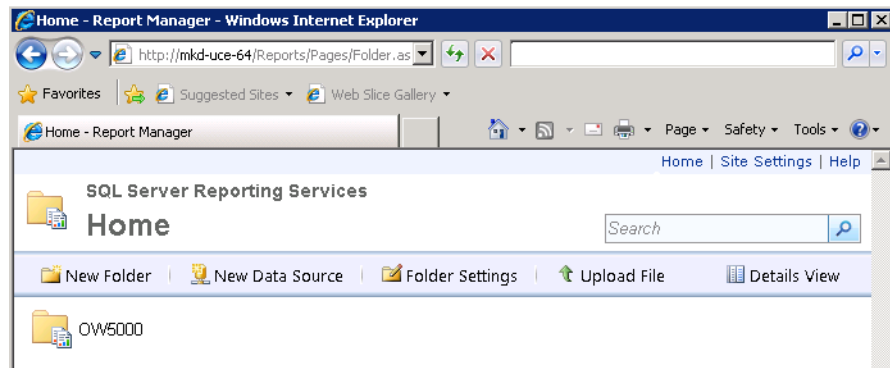 Home - Report Manager - Windows Internet Explorer
http://mkd-uce-64/Reports/Pages/Folder.as
Favorites Suggested Sites Web Slice Gallery
Home - Report Manager Page Safety Tools
Home | Site Settings | Help
SQL Server Reporting Services
Home
Search
New Folder New Data Source Folder Settings Upload File Details View
OW5000